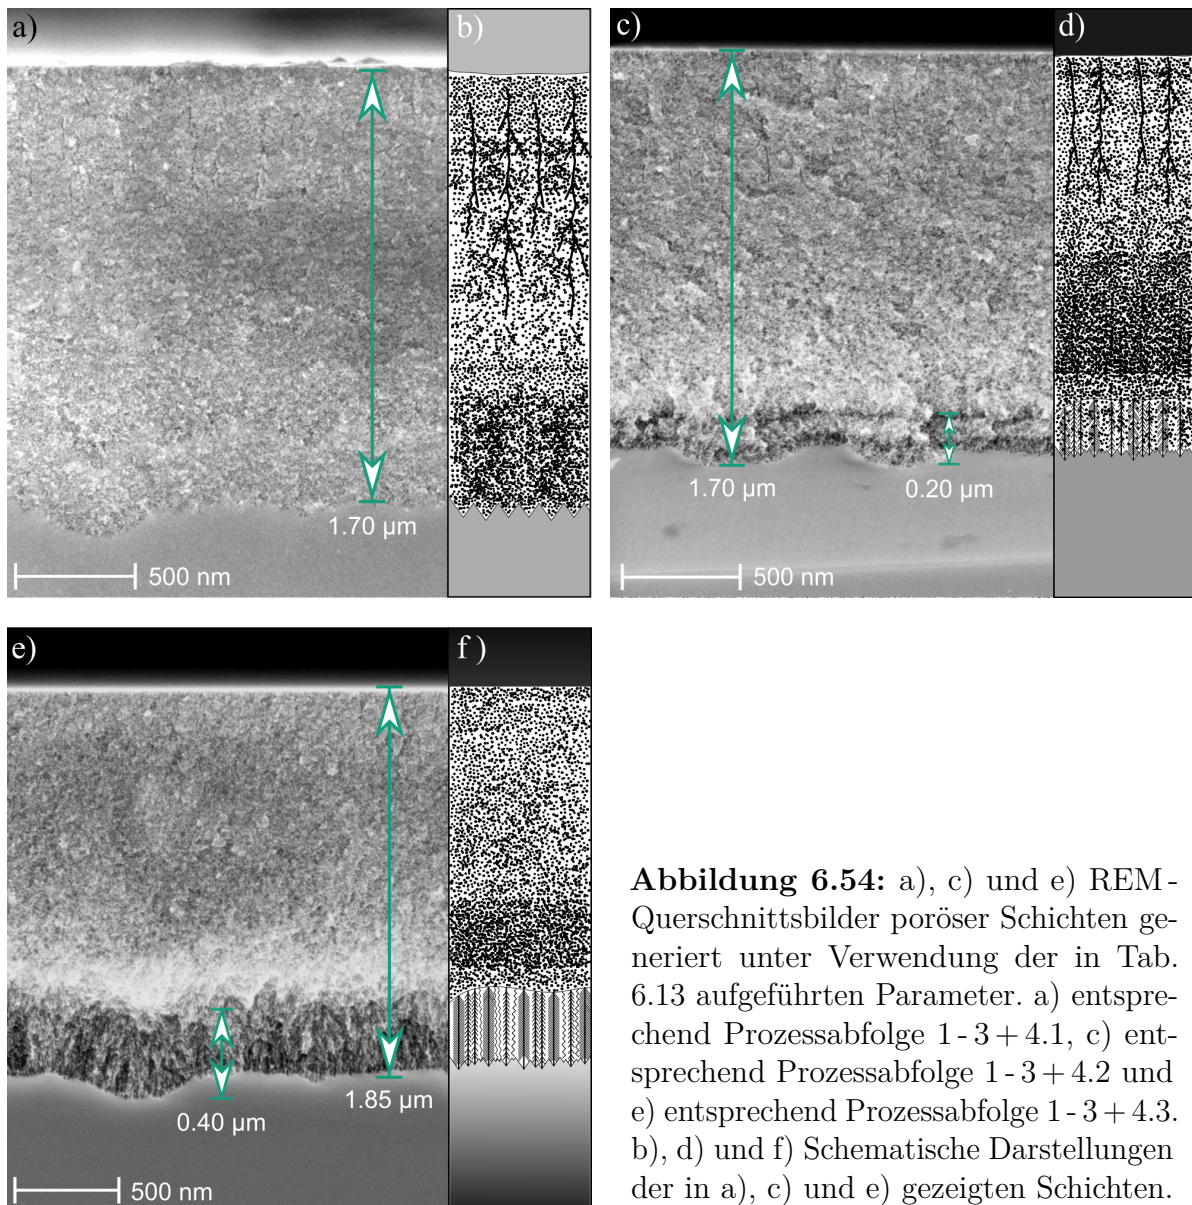 a)
b)
1.70 µm
500 nm
c)
d)
1.70 µm
0.20 µm
500 nm
e)
f )
0.40 µm
1.85 µm
500 nm
Abbildung 6.54: a), c) und e) REM-
Querschnittsbilder poröser Schichten ge-
neriert unter Verwendung der in Tab.
6.13 aufgeführten Parameter. a) entspre-
chend Prozessabfolge 1 - 3 + 4.1, c) ent-
sprechend Prozessabfolge 1 - 3 + 4.2 und
e) entsprechend Prozessabfolge 1 - 3 + 4.3.
b), d) und f) Schematische Darstellungen
der in a), c) und e) gezeigten Schichten.